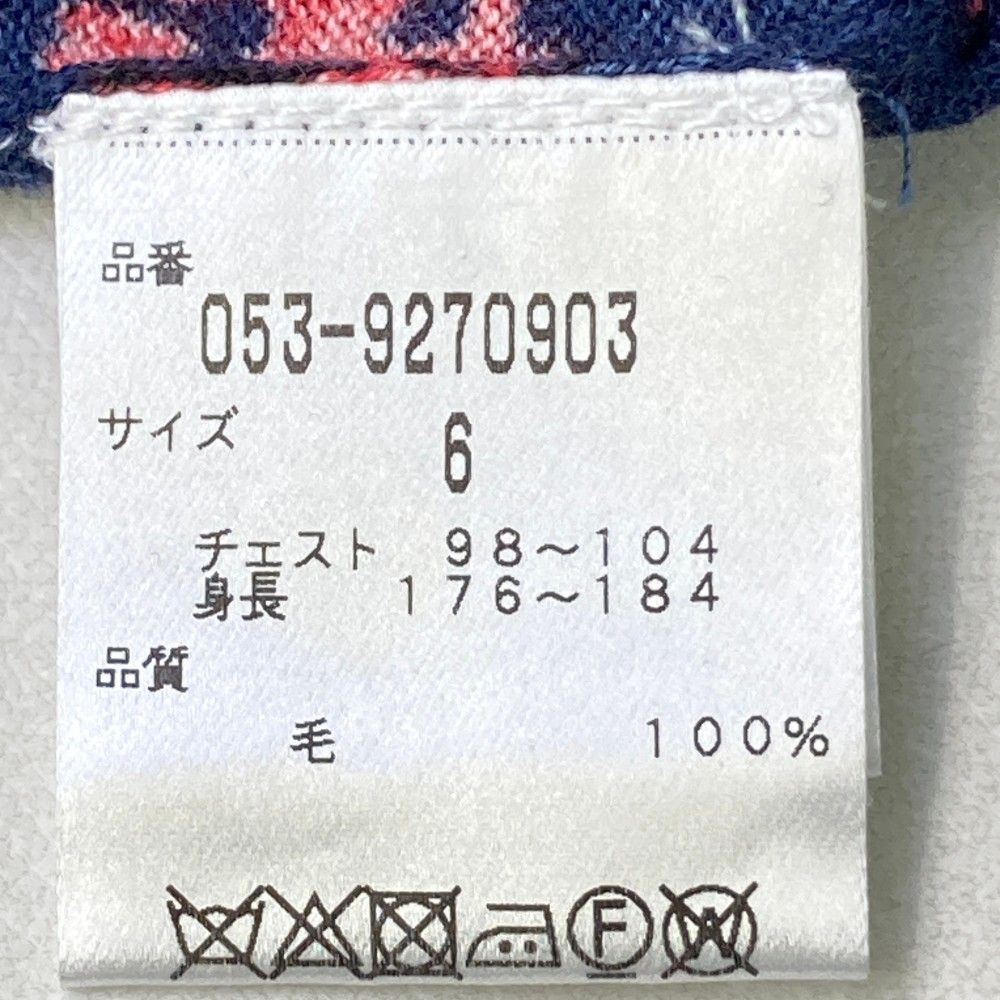 品番
053-9270903
サイズ 6
チェスト 98～104
身長 176～184
品質
毛 100%
F W